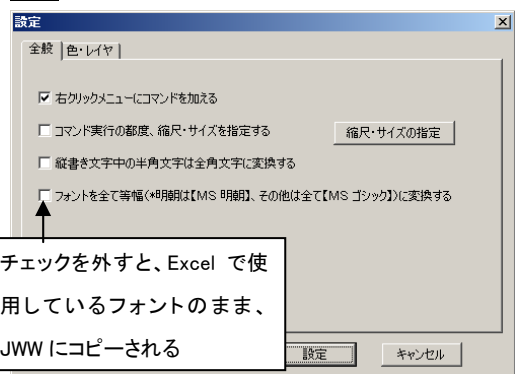 設定
全般 色・レイヤ
右クリックメニューにコマンドを加える
コマンド実行の都度、縮尺・サイズを指定する
縮尺・サイズの指定
縦書き文字中の半角文字は全角文字に変換する
フォントを全て等幅(*明朝は【MS 明朝】、その他は全て【MS ゴシック】)に変換する
チェックを外すと、Excel で使
用しているフォントのまま、
JWW にコピーされる
設定 キャンセル